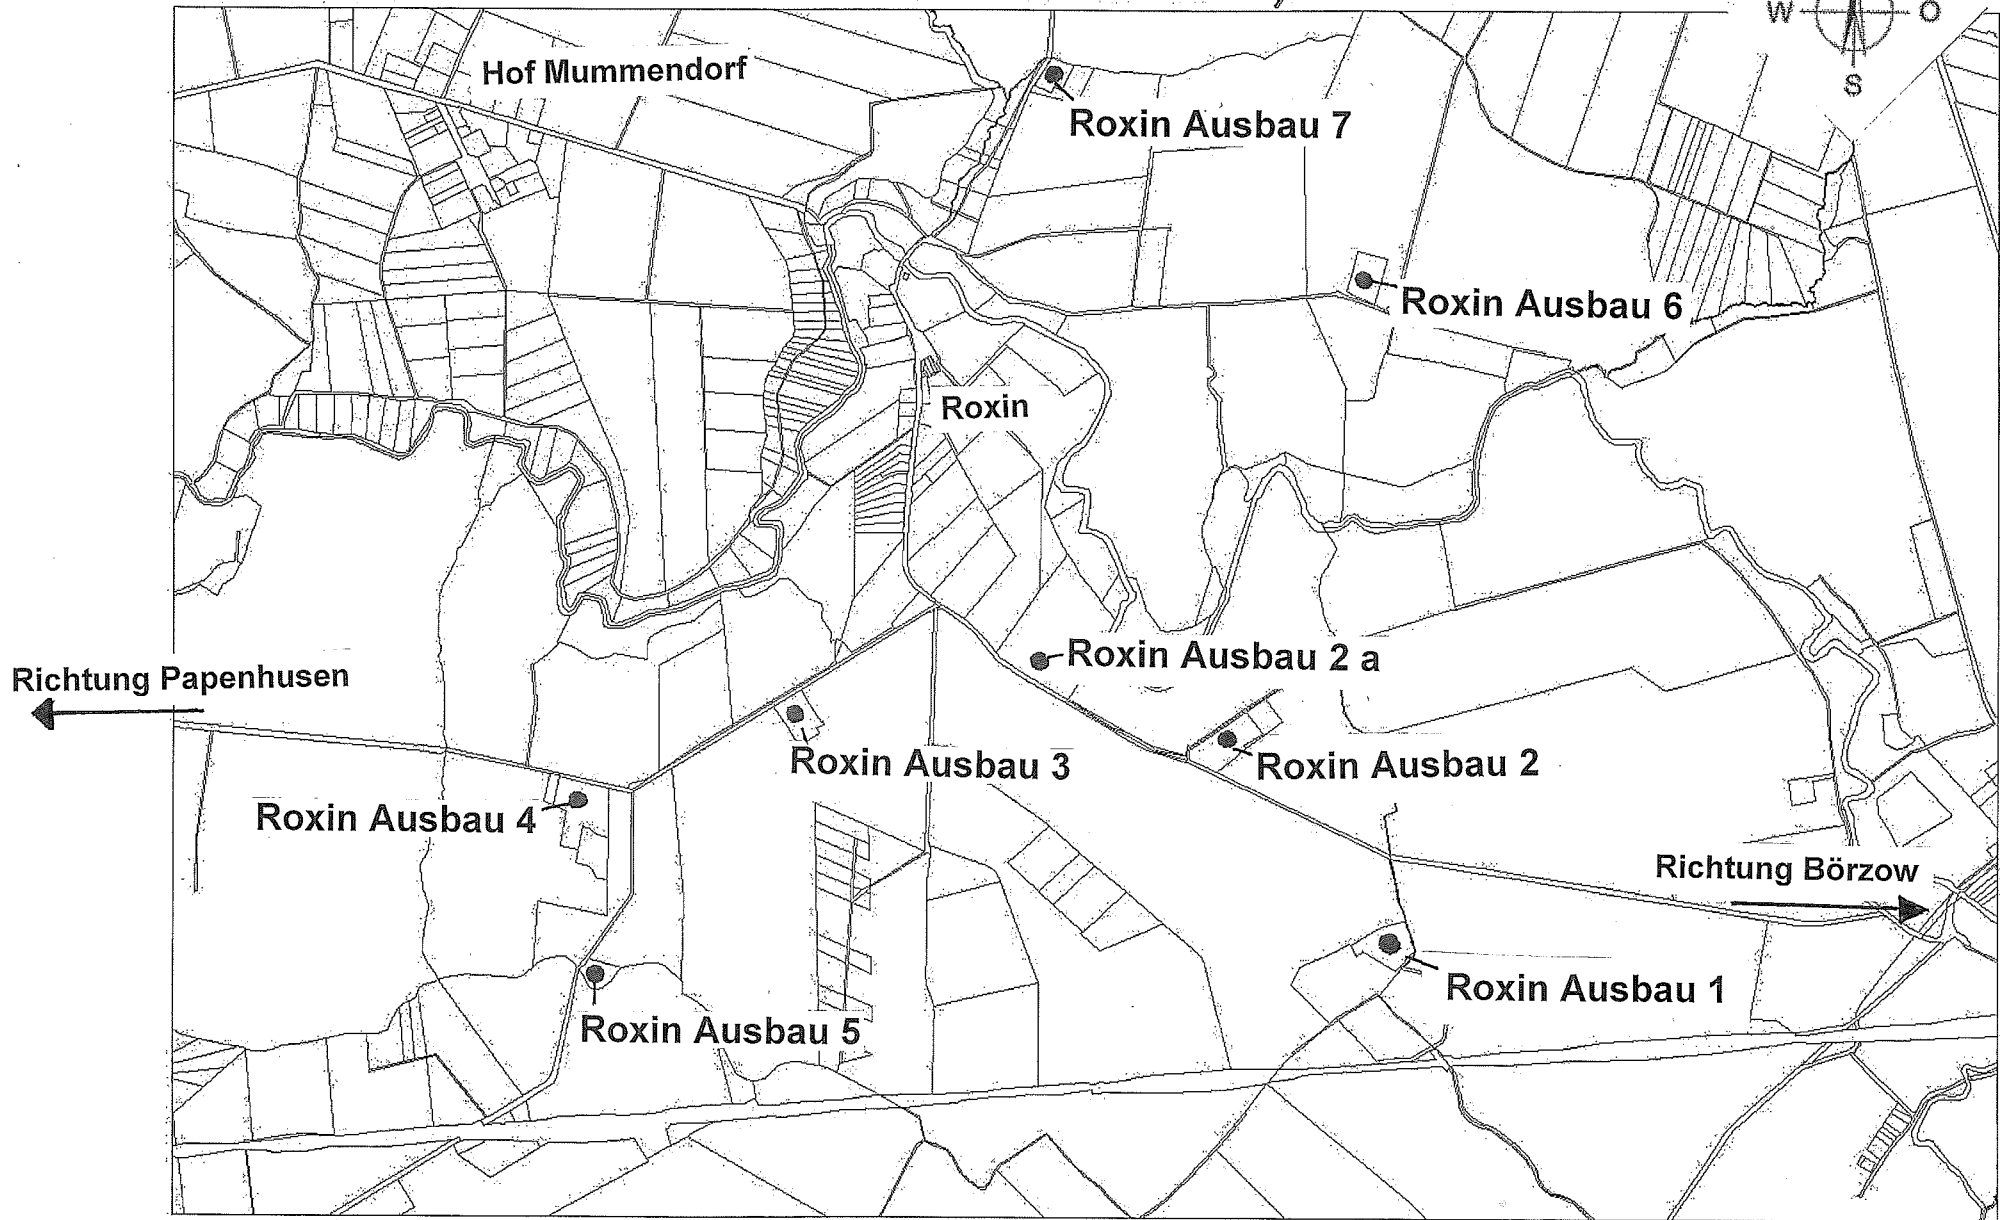 W O
S
Hof Mummendorf
Roxin Ausbau 7
Roxin Ausbau 6
Roxin
Roxin Ausbau 2 a
Richtung Papenhusen
Roxin Ausbau 3
Roxin Ausbau 2
Roxin Ausbau 4
Richtung Börzow
Roxin Ausbau 1
Roxin Ausbau 5